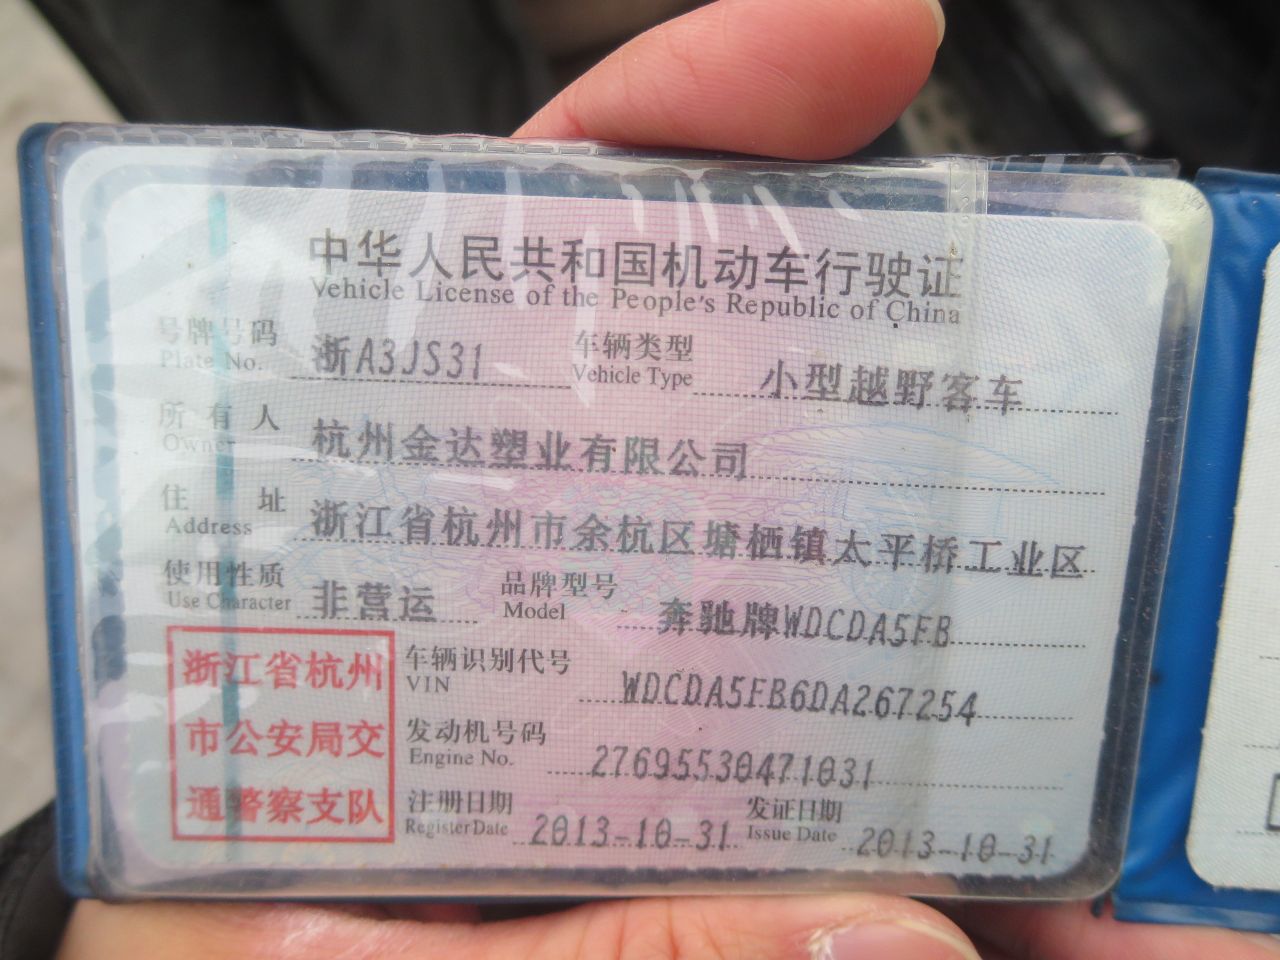 中华人民共和国机动车行驶证
Vehicle License of the People's Republic of China
号牌号码 浙A3JS31 车辆类型 小型越野客车
Plate No. Vehicle Type
所有人 杭州金达塑业有限公司
Owner
住址 浙江省杭州市余杭区塘栖镇太平桥工业区
Address
使用性质 非营运 品牌型号 奔驰牌WDCDA5FB
Use Character Model
车辆识别代号 WDCDA5FB6DA267254
VIN
发动机号码 27695530471031
Engine No.
注册日期 2013-10-31 发证日期 2013-10-31
Register Date Issue Date
浙江省杭州
市公安局交
通警察支队